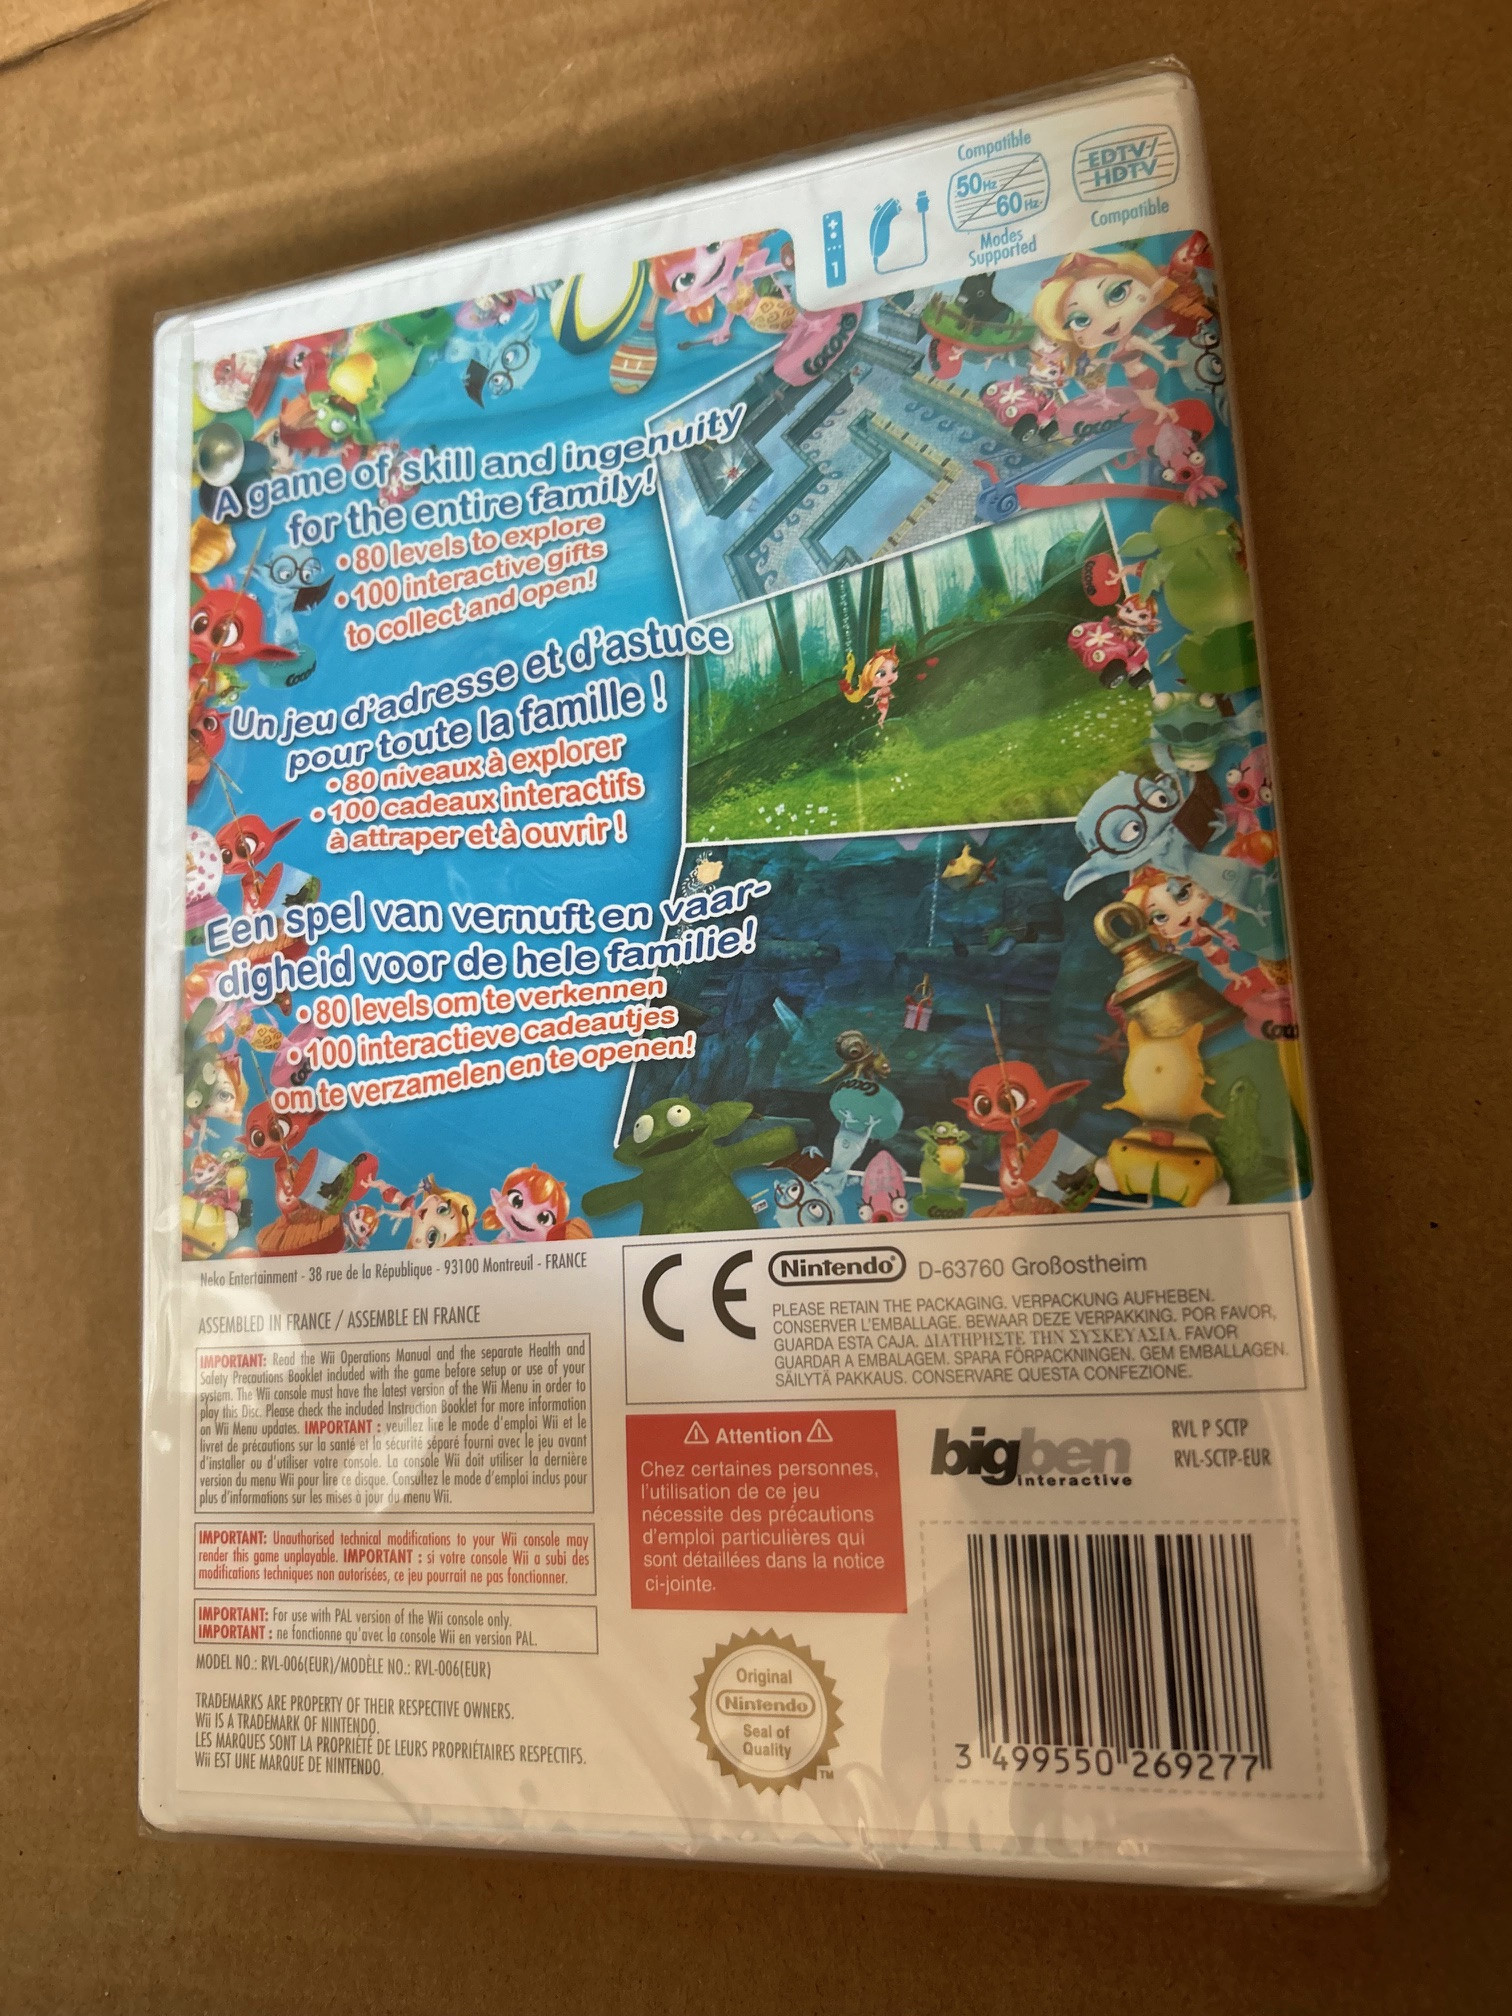 Compatible
50Hz
60Hz
Modes
Supported
EDTV/
HDTV
Compatible
1
Cocoto
Cocoto
A game of skill and ingenuity
for the entire family!
• 80 levels to explore
• 100 interactive gifts
to collect and open!
Un jeu d'adresse et d'astuce
pour toute la famille !
• 80 niveaux à explorer
• 100 cadeaux interactifs
à attraper et à ouvrir !
Een spel van vernuft en vaar-
digheid voor de hele familie!
• 80 levels om te verkennen
• 100 interactieve cadeautjes
om te verzamelen en te openen!
Neko Entertainment - 38 rue de la République - 93100 Montreuil - FRANCE
ASSEMBLED IN FRANCE / ASSEMBLE EN FRANCE
IMPORTANT: Read the Wii Operations Manual and the separate Health and
Safety Precautions Booklet included with the game before setup or use of your
system. The Wii console must have the latest version of the Wii Menu in order to
play this Disc. Please check the included Instruction Booklet for more information
on Wii Menu updates. IMPORTANT : veuillez lire le mode d'emploi Wii et le
livret de précautions sur la santé et la sécurité séparé fourni avec le jeu avant
d'installer ou d'utiliser votre console. La console Wii doit utiliser la dernière
version du menu Wii pour lire ce disque. Consultez le mode d'emploi inclus pour
plus d'informations sur les mises à jour du menu Wii.
IMPORTANT: Unauthorised technical modifications to your Wii console may
render this game unplayable. IMPORTANT : si votre console Wii a subi des
modifications techniques non autorisées, ce jeu pourrait ne pas fonctionner.
IMPORTANT: For use with PAL version of the Wii console only.
IMPORTANT : ne fonctionne qu'avec la console Wii en version PAL.
MODEL NO.: RVL-006(EUR)/MODÈLE NO.: RVL-006(EUR)
TRADEMARKS ARE PROPERTY OF THEIR RESPECTIVE OWNERS.
Wii IS A TRADEMARK OF NINTENDO.
LES MARQUES SONT LA PROPRIÉTÉ DE LEURS PROPRIÉTAIRES RESPECTIFS.
Wii EST UNE MARQUE DE NINTENDO.
CE
Nintendo® D-63760 Großostheim
PLEASE RETAIN THE PACKAGING. VERPACKUNG AUFHEBEN.
CONSERVER L'EMBALLAGE. BEWAAR DEZE VERPAKKING. POR FAVOR,
GUARDA ESTA CAJA. ΔΙΑΤΗΡΗΣΤΕ ΤΗΝ ΣΥΣΚΕΥΑΣΙΑ. FAVOR
GUARDAR A EMBALAGEM. SPARA FÖRPACKNINGEN. GEM EMBALLAGEN.
SÄILYTÄ PAKKAUS. CONSERVARE QUESTA CONFEZIONE.
Attention
Chez certaines personnes,
l'utilisation de ce jeu
nécessite des précautions
d'emploi particulières qui
sont détaillées dans la notice
ci-jointe.
bigben
interactive
RVL P SCTP
RVL-SCTP-EUR
Original
Nintendo
Seal of
Quality
TM
3 499550 269277